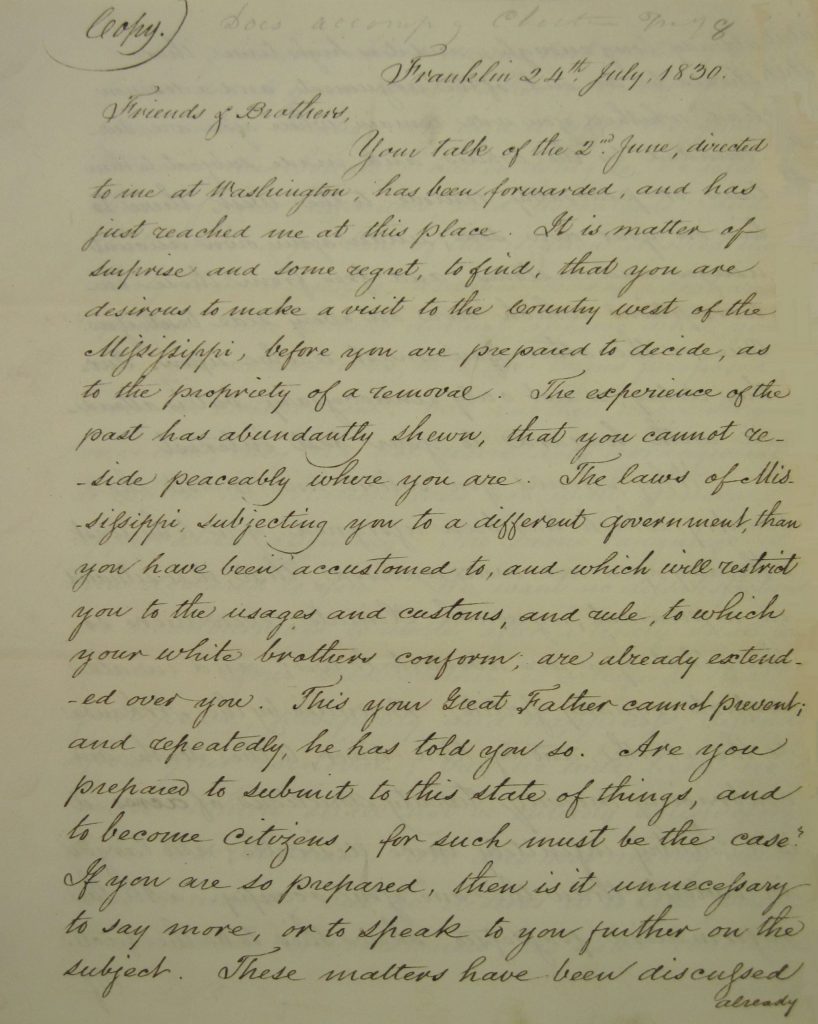 Copy.)
Franklin 24th July, 1830.
Friends & Brothers,
Your talk of the 2nd June, directed
to me at Washington, has been forwarded, and has
just reached me at this place. It is matter of
surprise and some regret, to find, that you are
desirous to make a visit to the Country west of the
Mississippi, before you are prepared to decide, as
to the propriety of a removal. The experience of the
past has abundantly shewn, that you cannot re-
-side peaceably where you are. The laws of Mis-
-sissippi, subjecting you to a different government, than
you have been accustomed to, and which will restrict
you to the usages and customs, and rule, to which
your white brothers conform, are already extend-
-ed over you. This your Great Father cannot prevent;
and repeatedly, he has told you so. Are you
prepared to submit to this state of things, and
to become citizens, for such must be the case?
If you are so prepared, then is it unnecessary
to say more, or to speak to you further on the
subject. These matters have been discussed
already